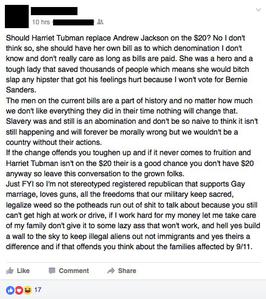 10 hrs ·
Should Harriet Tubman replace Andrew Jackson on the $20? No I don't
think so, she should have her own bill as to which denomination I don't
know and don't really care as long as bills are paid. She was a hero and a
tough lady that saved thousands of people which means she would bitch
slap any hipster that got his feelings hurt because I won't vote for Bernie
Sanders.
The men on the current bills are a part of history and no matter how much
we don't like everything they did in their time nothing will change that.
Slavery was and still is an abomination and don't be so naive to think it isn't
still happening and will forever be morally wrong but we wouldn't be a
country without their actions.
If the change offends you toughen up and if it never comes to fruition and
Harriet Tubman isn't on the $20 there is a good chance you don't have $20
anyway so leave this conversation to the grown folks.
Just FYI so I'm not stereotyped registered republican that supports Gay
marriage, loves guns, all the freedoms that our military keep sacred,
legalize weed so the potheads run out of shit to talk about because you still
can't get high at work or drive, if I work hard for my money let me take care
of my family don't give it to some lazy ass that won't work, and hell yes build
a wall to the sky to keep illegal aliens out not immigrants and yes theirs a
difference and if that offends you think about the families affected by 9/11.
Like Comment Share
17